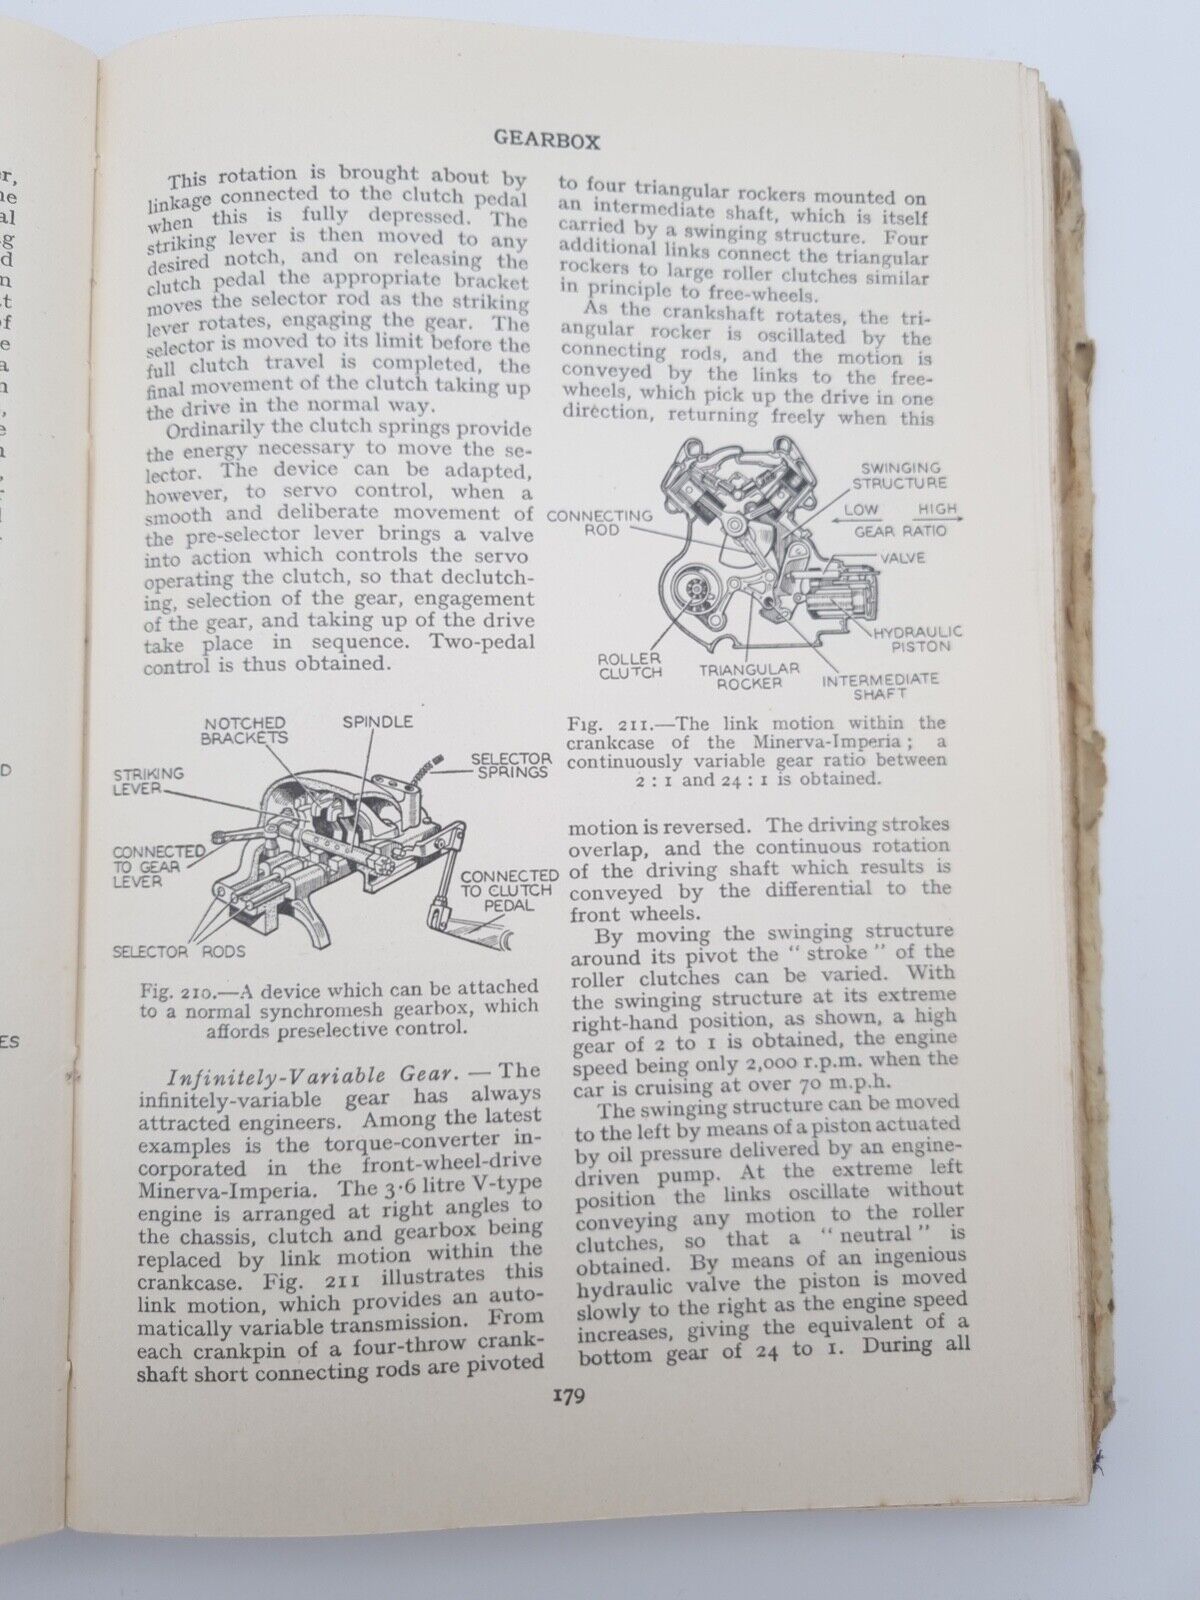 GEARBOX
This rotation is brought about by
linkage connected to the clutch pedal
when this is fully depressed. The
striking lever is then moved to any
desired notch, and on releasing the
clutch pedal the appropriate bracket
moves the selector rod as the striking
lever rotates, engaging the gear. The
selector is moved to its limit before the
full clutch travel is completed, the
final movement of the clutch taking up
the drive in the normal way.
Ordinarily the clutch springs provide
the energy necessary to move the se-
lector. The device can be adapted,
however, to servo control, when a
smooth and deliberate movement of
the pre-selector lever brings a valve
into action which controls the servo
operating the clutch, so that declutch-
ing, selection of the gear, engagement
of the gear, and taking up of the drive
take place in sequence. Two-pedal
control is thus obtained.
NOTCHED
BRACKETS
SPINDLE
SELECTOR
SPRINGS
STRIKING
LEVER
CONNECTED
TO GEAR
LEVER
CONNECTED
TO CLUTCH
PEDAL
SELECTOR RODS
Fig. 210.—A device which can be attached
to a normal synchromesh gearbox, which
affords preselective control.
Infinitely-Variable Gear. — The
infinitely-variable gear has always
attracted engineers. Among the latest
examples is the torque-converter in-
corporated in the front-wheel-drive
Minerva-Imperia. The 3·6 litre V-type
engine is arranged at right angles to
the chassis, clutch and gearbox being
replaced by link motion within the
crankcase. Fig. 211 illustrates this
link motion, which provides an auto-
matically variable transmission. From
each crankpin of a four-throw crank-
shaft short connecting rods are pivoted
to four triangular rockers mounted on
an intermediate shaft, which is itself
carried by a swinging structure. Four
additional links connect the triangular
rockers to large roller clutches similar
in principle to free-wheels.
As the crankshaft rotates, the tri-
angular rocker is oscillated by the
connecting rods, and the motion is
conveyed by the links to the free-
wheels, which pick up the drive in one
direction, returning freely when this
SWINGING
STRUCTURE
CONNECTING
ROD
LOW HIGH
GEAR RATIO
VALVE
HYDRAULIC
PISTON
ROLLER
CLUTCH
TRIANGULAR
ROCKER
INTERMEDIATE
SHAFT
Fig. 211.—The link motion within the
crankcase of the Minerva-Imperia ; a
continuously variable gear ratio between
2 : 1 and 24 : 1 is obtained.
motion is reversed. The driving strokes
overlap, and the continuous rotation
of the driving shaft which results is
conveyed by the differential to the
front wheels.
By moving the swinging structure
around its pivot the “ stroke ” of the
roller clutches can be varied. With
the swinging structure at its extreme
right-hand position, as shown, a high
gear of 2 to 1 is obtained, the engine
speed being only 2,000 r.p.m. when the
car is cruising at over 70 m.p.h.
The swinging structure can be moved
to the left by means of a piston actuated
by oil pressure delivered by an engine-
driven pump. At the extreme left
position the links oscillate without
conveying any motion to the roller
clutches, so that a “ neutral ” is
obtained. By means of an ingenious
hydraulic valve the piston is moved
slowly to the right as the engine speed
increases, giving the equivalent of a
bottom gear of 24 to 1. During all
179